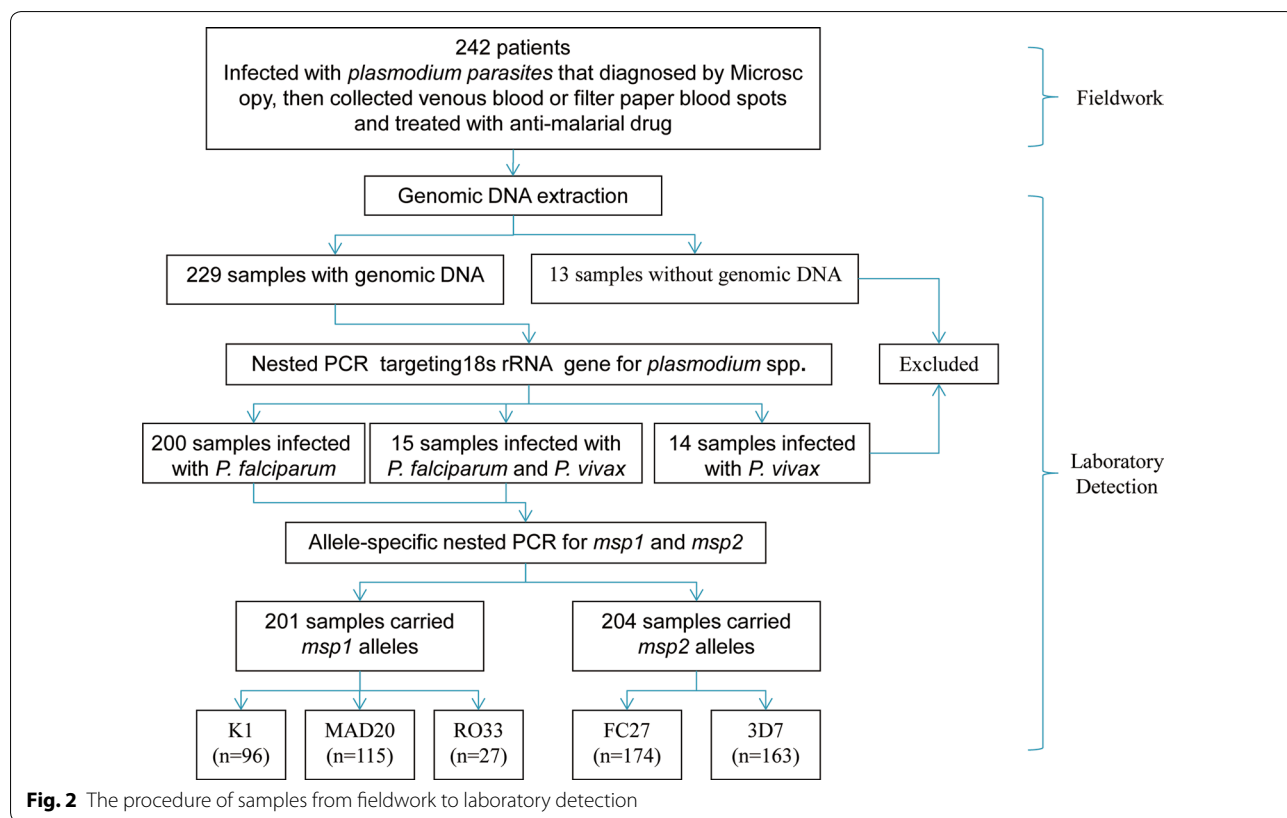 242 patients
Infected with plasmodium parasites that diagnosed by Microsc
opy, then collected venous blood or filter paper blood spots
and treated with anti-malarial drug
Fieldwork
Genomic DNA extraction
229 samples with genomic DNA
13 samples without genomic DNA
Nested PCR targeting18s rRNA gene for plasmodium spp.
Excluded
200 samples infected
with P. falciparum
15 samples infected with
P. falciparum and P. vivax
14 samples infected
with P. vivax
Laboratory
Detection
Allele-specific nested PCR for msp1 and msp2
201 samples carried
msp1 alleles
204 samples carried
msp2 alleles
K1
(n=96)
MAD20
(n=115)
RO33
(n=27)
FC27
(n=174)
3D7
(n=163)
Fig. 2 The procedure of samples from fieldwork to laboratory detection